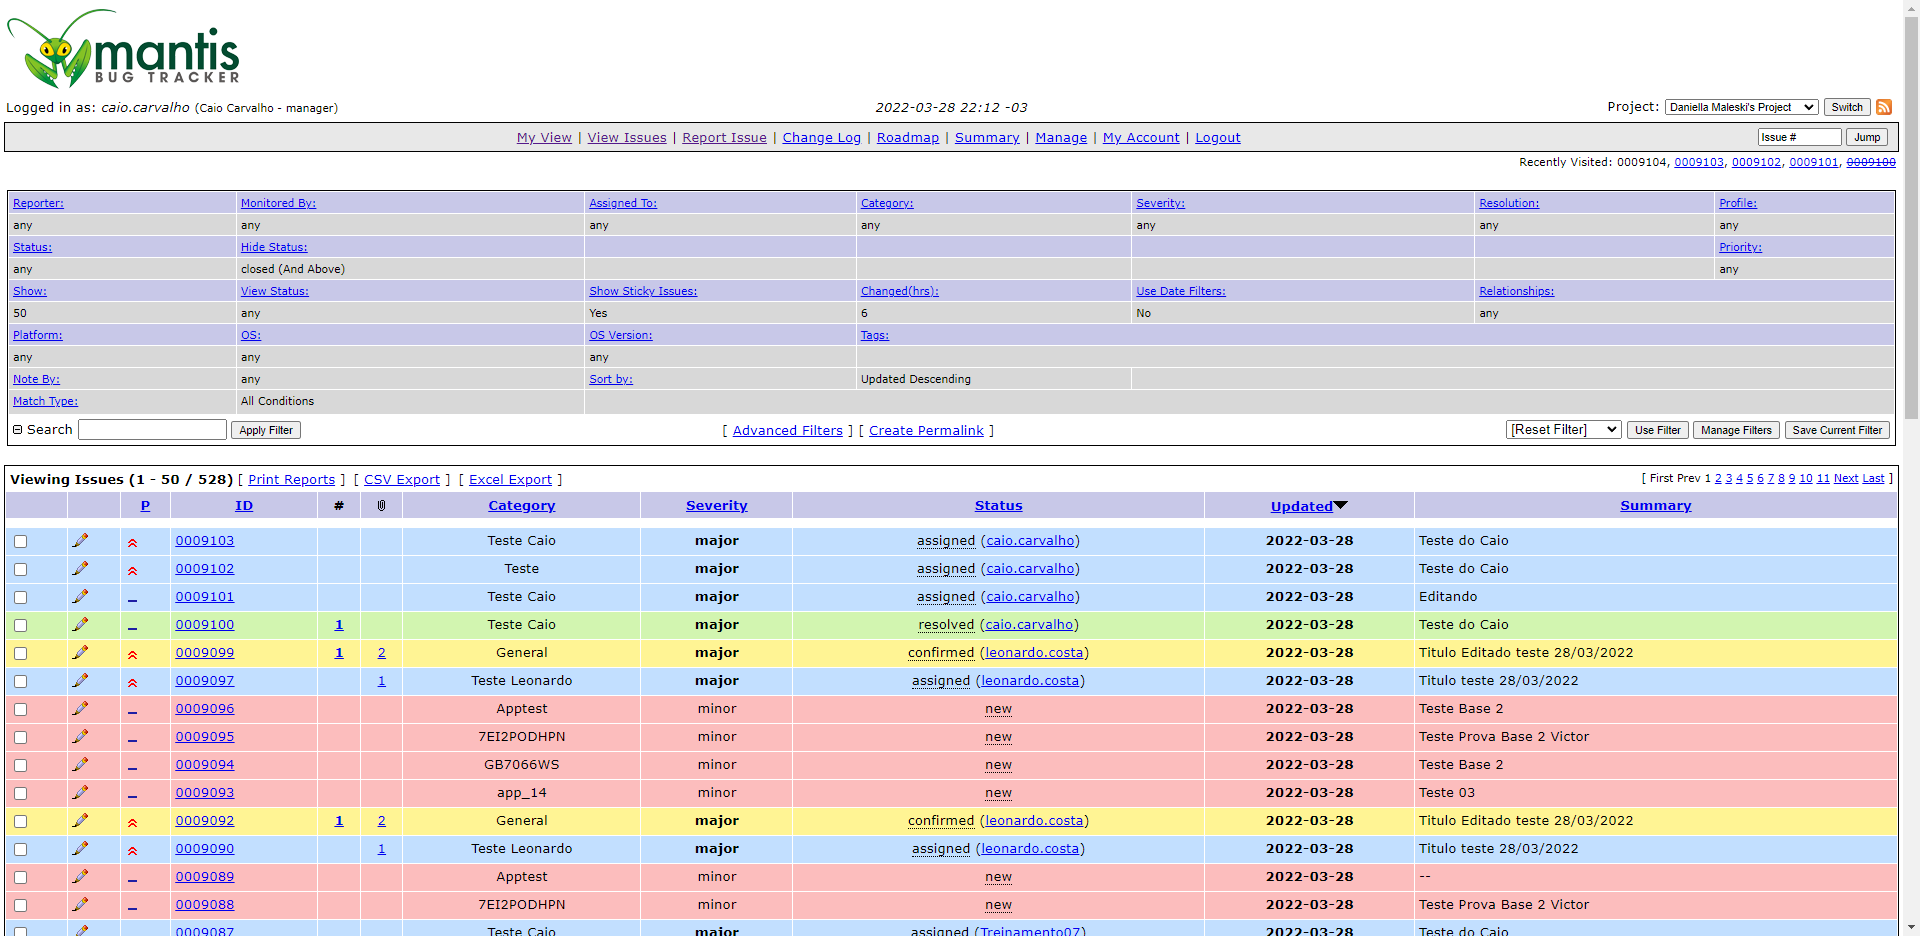 mantis
BUG TRACKER
Logged in as: caio.carvalho (Caio Carvalho - manager) 2022-03-28 22:12 -03 Project: Daniella Maleski's Project Switch
My View | View Issues | Report Issue | Change Log | Roadmap | Summary | Manage | My Account | Logout Issue # Jump
Recently Visited: 0009104, 0009103, 0009102, 0009101, 0009100
Reporter: Monitored By: Assigned To: Category: Severity: Resolution: Profile:
any any any any any any any
Status: Hide Status: Priority:
any closed (And Above) any
Show: View Status: Show Sticky Issues: Changed(hrs): Use Date Filters: Relationships:
50 any Yes 6 No any
Platform: OS: OS Version: Tags:
any any any
Note By: any Sort by: Updated Descending
Match Type: All Conditions
Search Apply Filter [ Advanced Filters ] [ Create Permalink ] [Reset Filter] Use Filter Manage Filters Save Current Filter
Viewing Issues (1 - 50 / 528) [ Print Reports ] [ CSV Export ] [ Excel Export ] [ First Prev 1 2 3 4 5 6 7 8 9 10 11 Next Last ]
P ID # Category Severity Status Updated Summary
0009103 Teste Caio major assigned (caio.carvalho) 2022-03-28 Teste do Caio
0009102 Teste major assigned (caio.carvalho) 2022-03-28 Teste do Caio
0009101 Teste Caio major assigned (caio.carvalho) 2022-03-28 Editando
0009100 1 Teste Caio major resolved (caio.carvalho) 2022-03-28 Teste do Caio
0009099 1 2 General major confirmed (leonardo.costa) 2022-03-28 Titulo Editado teste 28/03/2022
0009097 1 Teste Leonardo major assigned (leonardo.costa) 2022-03-28 Titulo teste 28/03/2022
0009096 Apptest minor new 2022-03-28 Teste Base 2
0009095 7EI2PODHPN minor new 2022-03-28 Teste Prova Base 2 Victor
0009094 GB7066WS minor new 2022-03-28 Teste Base 2
0009093 app_14 minor new 2022-03-28 Teste 03
0009092 1 2 General major confirmed (leonardo.costa) 2022-03-28 Titulo Editado teste 28/03/2022
0009090 1 Teste Leonardo major assigned (leonardo.costa) 2022-03-28 Titulo teste 28/03/2022
0009089 Apptest minor new 2022-03-28 --
0009088 7EI2PODHPN minor new 2022-03-28 Teste Prova Base 2 Victor
0009087 Teste Caio major assigned (Treinamento07) 2022-03-28 Teste do Caio